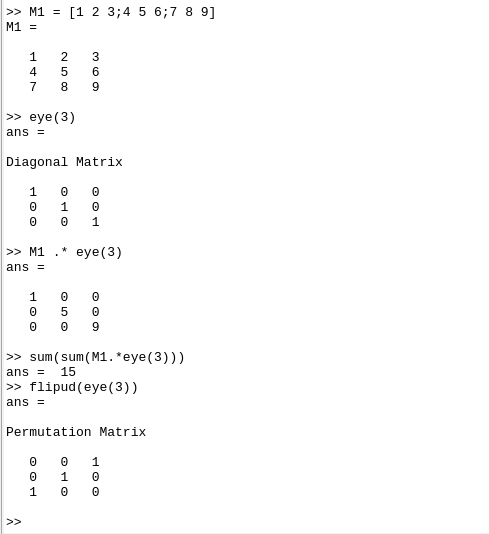 >> M1 = [1 2 3;4 5 6;7 8 9]
M1 =
1 2 3
4 5 6
7 8 9
>> eye(3)
ans =
Diagonal Matrix
1 0 0
0 1 0
0 0 1
>> M1 .* eye(3)
ans =
1 0 0
0 5 0
0 0 9
>> sum(sum(M1.*eye(3)))
ans = 15
>> flipud(eye(3))
ans =
Permutation Matrix
0 0 1
0 1 0
1 0 0
>>